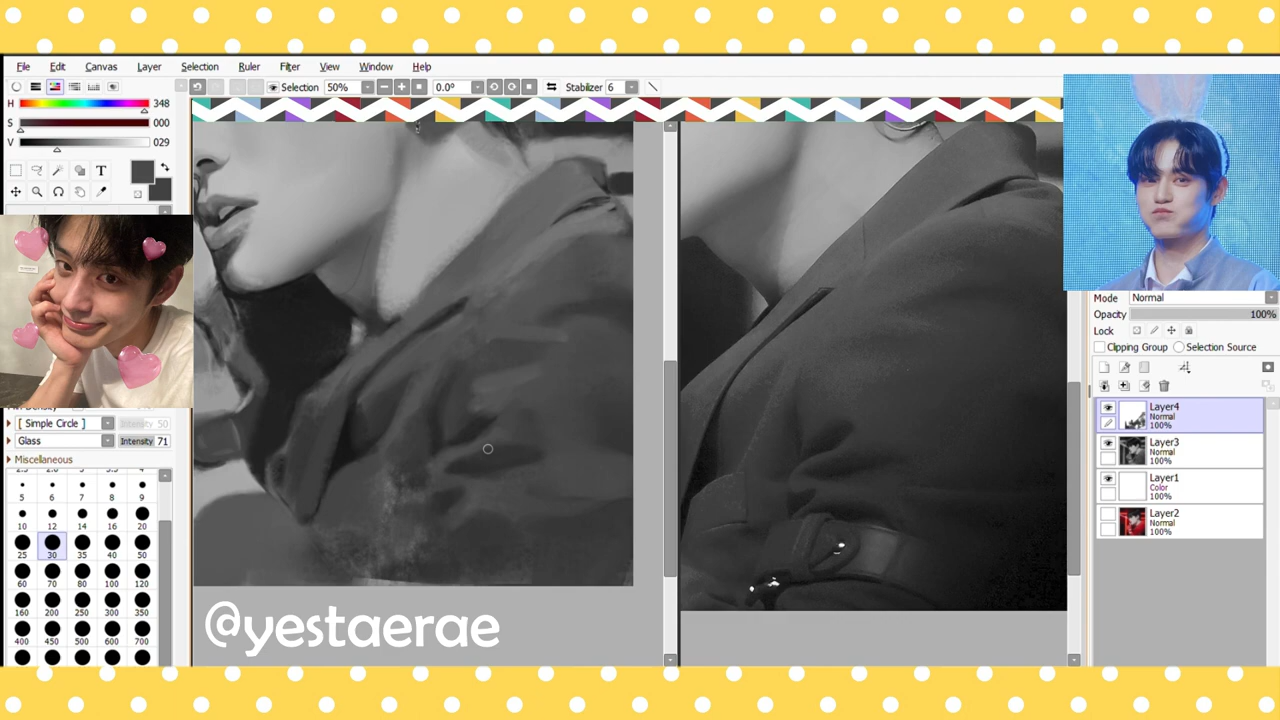 File Edit Canvas Layer Selection Ruler Filter View Window Help
Selection 50% 0.0° Stabilizer 6
H 348
S 000
V 029
T
Mode Normal
Opacity 100%
Lock
Clipping Group Selection Source
Layer4
Normal
100%
Layer3
Normal
100%
Layer1
Color
100%
Layer2
Normal
100%
[ Simple Circle ] Intensity 50
Glass Intensity 71
Miscellaneous
5 6 7 8 9
10 12 14 16 20
25 30 35 40 50
60 70 80 100 120
160 200 250 300 350
400 450 500 600 700
@yestaerae